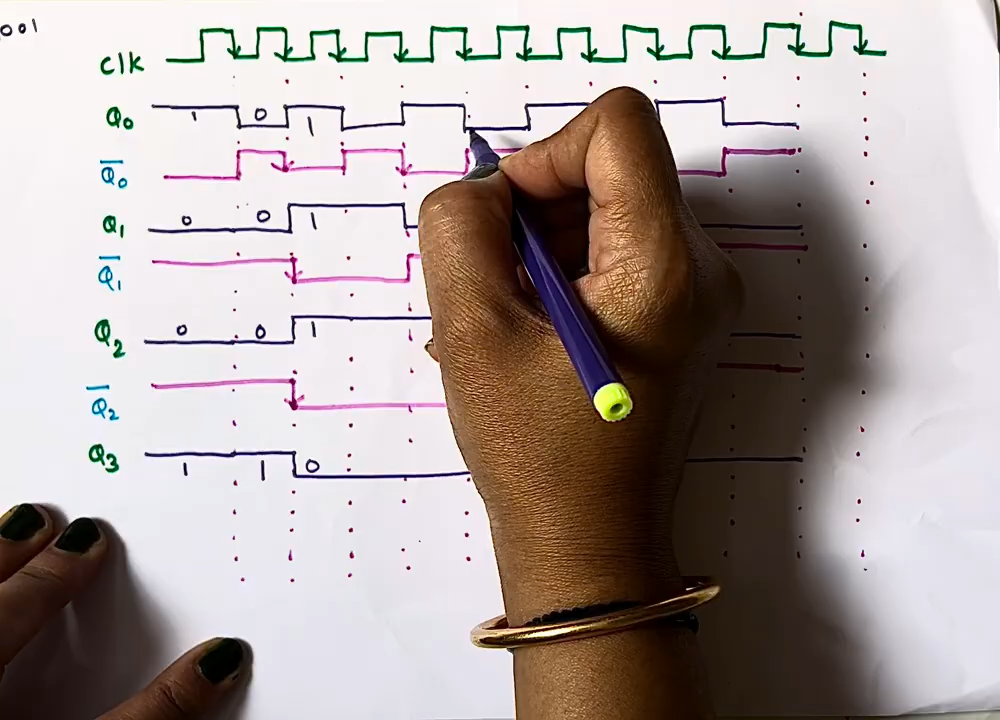 001
Clk
Q0 1 0 1
Q̅0
Q1 0 0 1
Q̅1
Q2 0 0 1
Q̅2
Q3 1 1 0